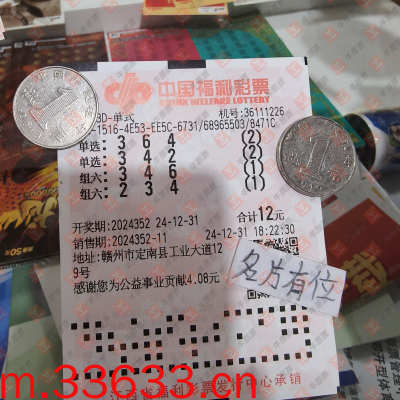 中国福利彩票
CHINA WELFARE LOTTERY
3D-单式 机号:36111226
-1516-4E53-EE5C-6731/68965503/8471C
单选: 3 6 4 (2)
单选: 3 4 2 (2)
组六: 3 4 6 (1)
组六: 2 3 4 (1)
开奖期:2024352 24-12-31 合计12元
销售期:2024352-11 24-12-31 18:22:30
地址:赣州市定南县工业大道12
9号
感谢您为公益事业贡献4.08元
名片有位
m.33633.cn